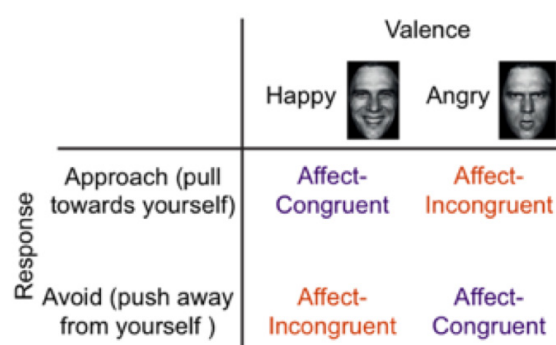 Valence
Happy
Angry
Response
Approach (pull
towards yourself)
Affect-
Congruent
Affect-
Incongruent
Avoid (push away
from yourself )
Affect-
Incongruent
Affect-
Congruent